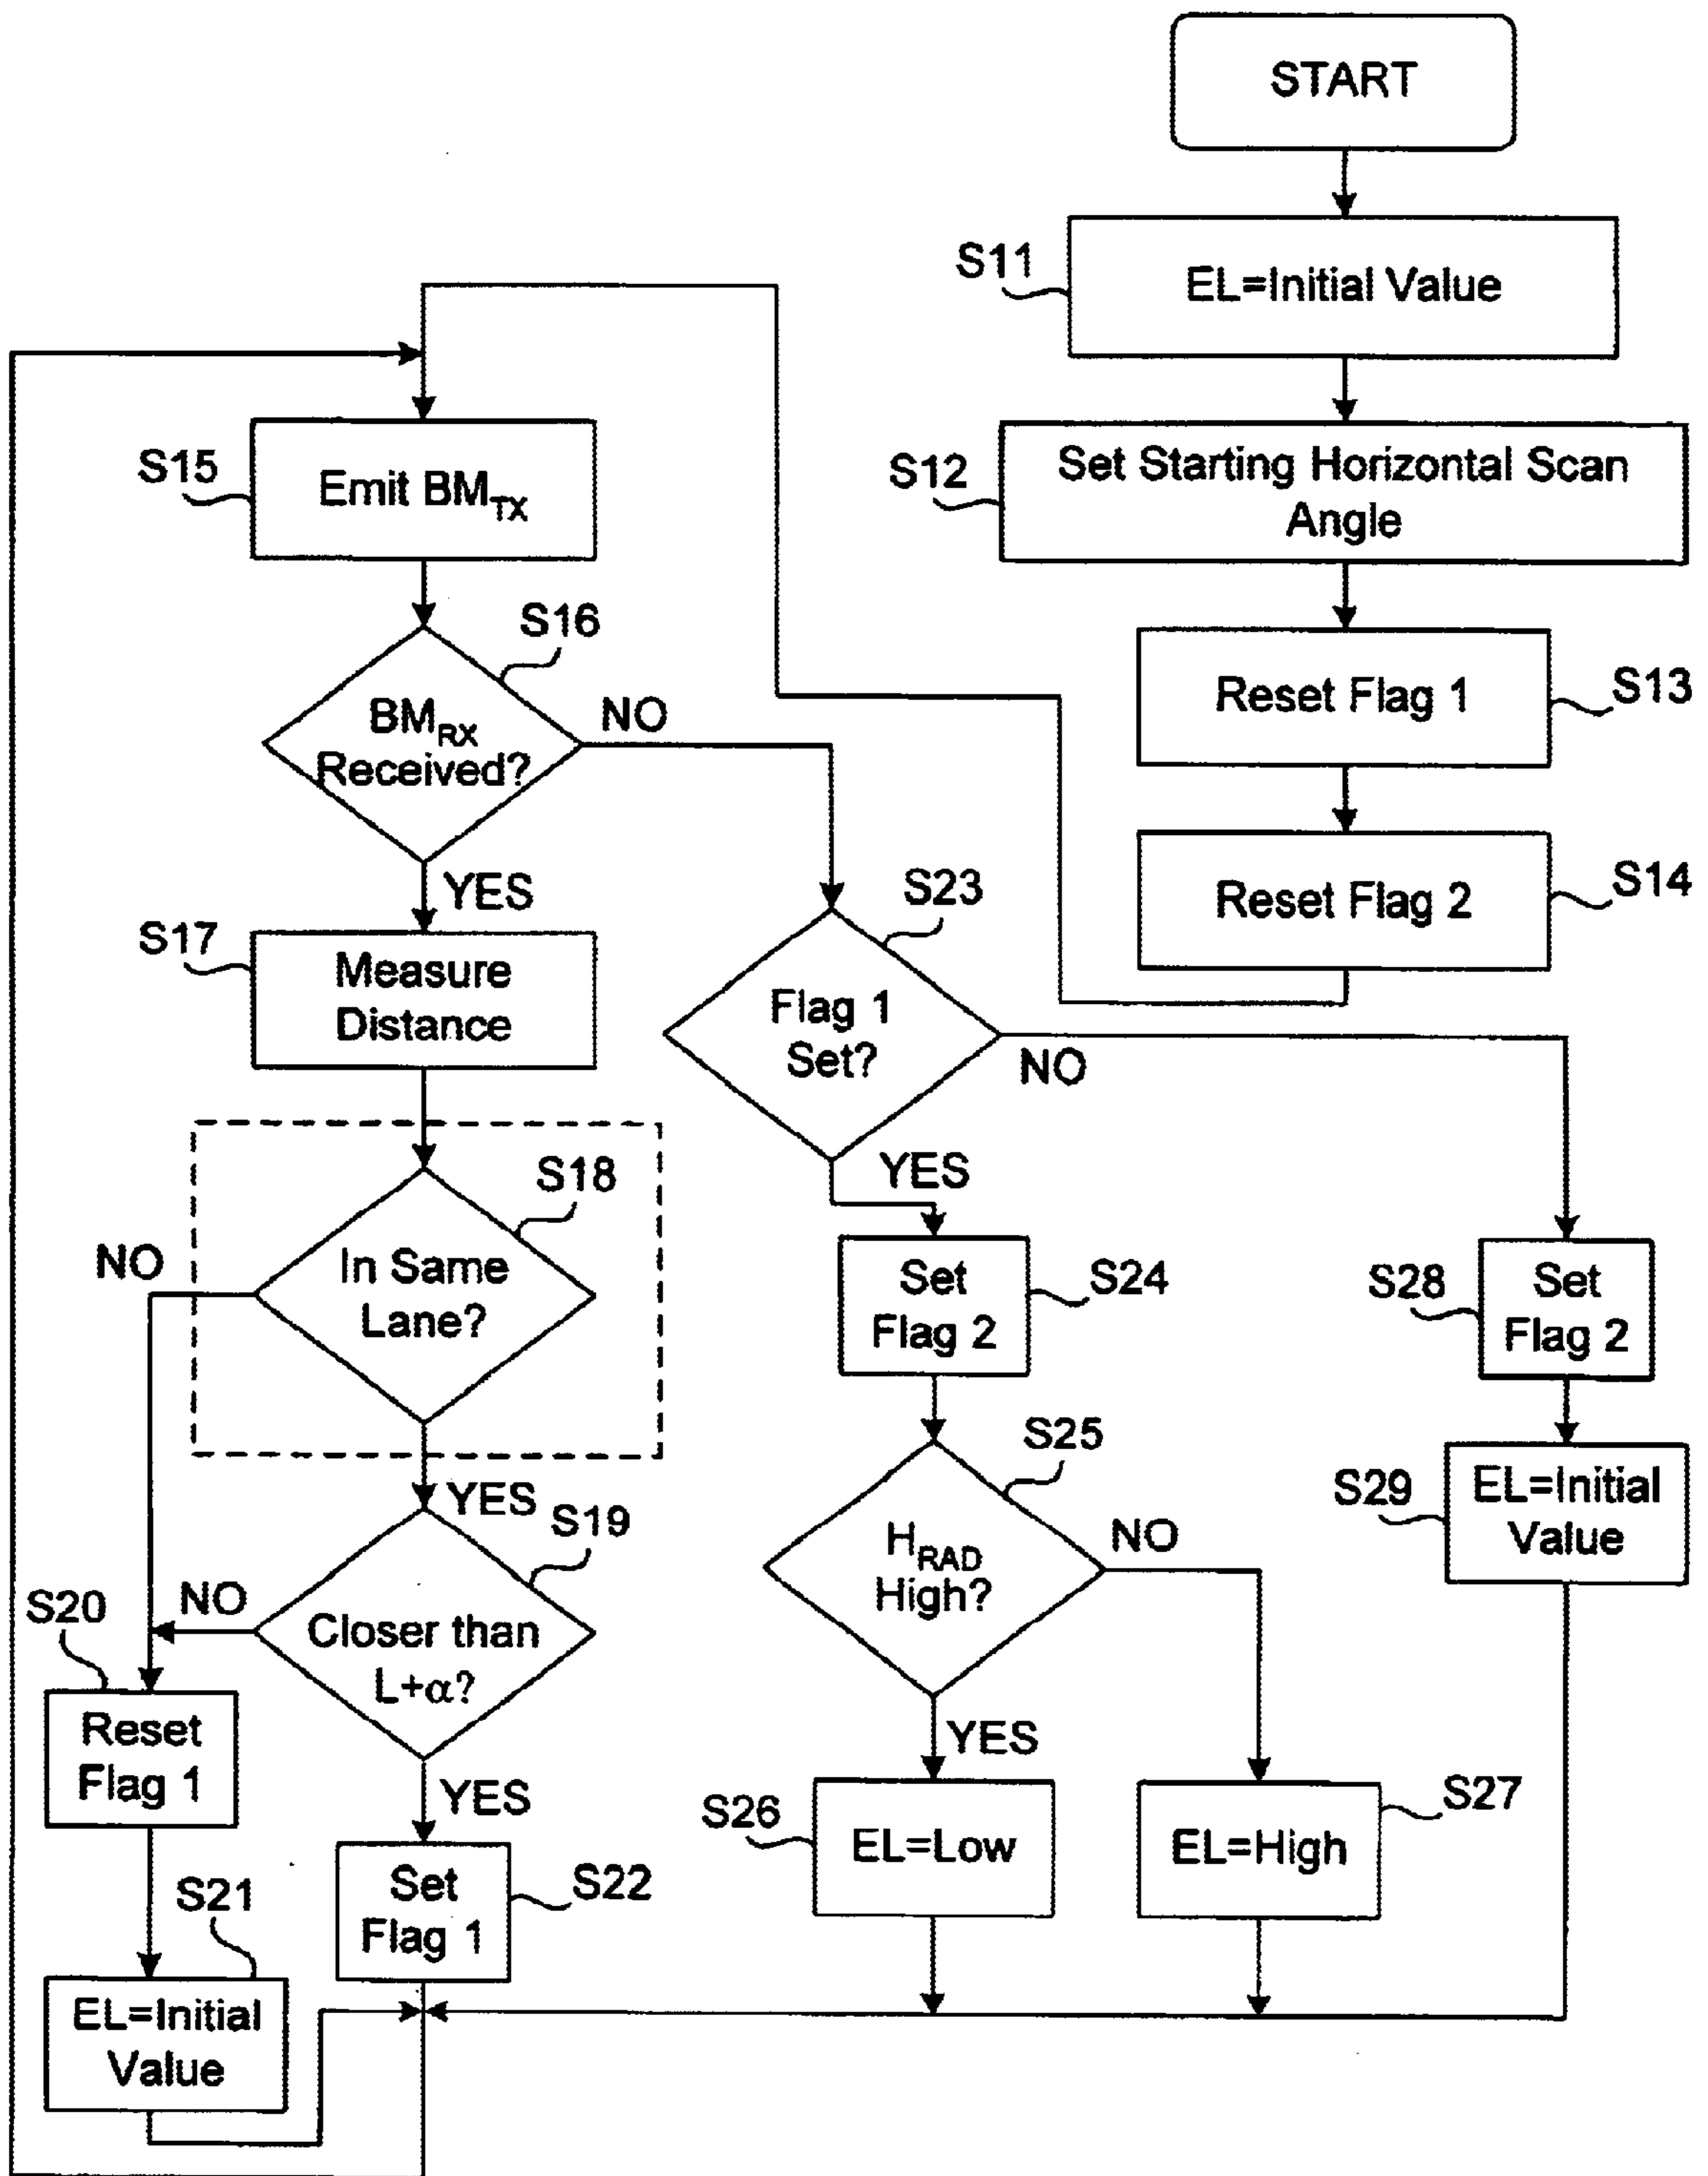 START
S11
EL=Initial Value
S12
Set Starting Horizontal Scan
Angle
S13
Reset Flag 1
S14
Reset Flag 2
S15
Emit BM_TX
S16
BM_RX
Received?
NO
YES
S17
Measure
Distance
S18
In Same
Lane?
NO
YES
S19
Closer than
L+α?
NO
YES
S20
Reset
Flag 1
S21
EL=Initial
Value
S22
Set
Flag 1
S23
Flag 1
Set?
NO
YES
S24
Set
Flag 2
S25
H_RAD
High?
NO
YES
S26
EL=Low
S27
EL=High
S28
Set
Flag 2
S29
EL=Initial
Value